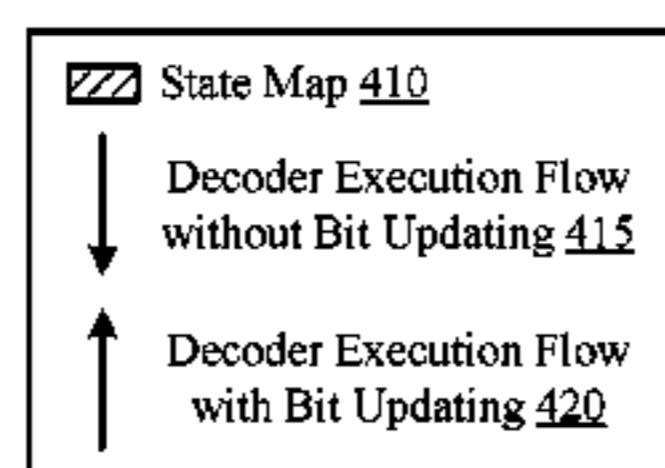 State Map 410
Decoder Execution Flow
without Bit Updating 415
Decoder Execution Flow
with Bit Updating 420